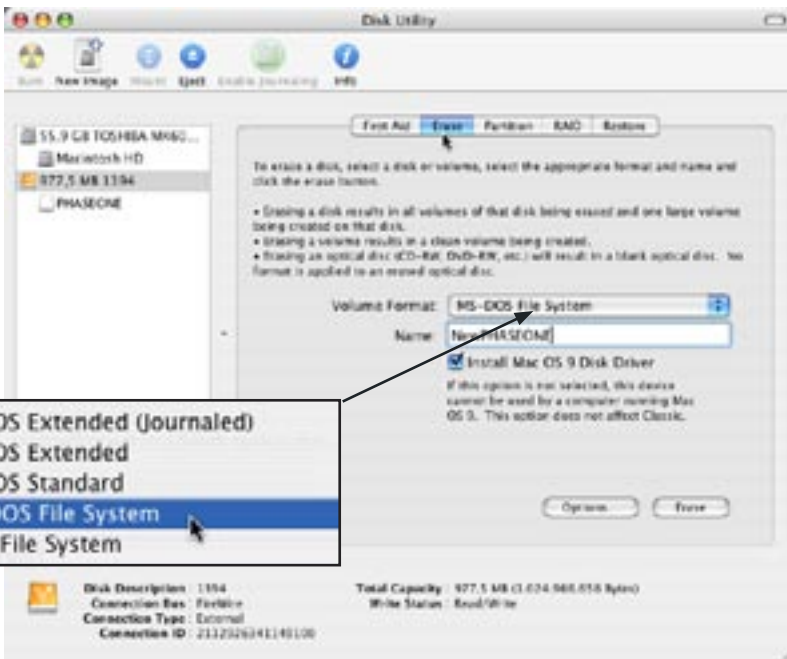 Disk Utility
Burn New Image Mount Eject Enable Journaling Info
First Aid Erase Partition RAID Restore
55.9 GB TOSHIBA MK60...
Macintosh HD
977,5 MB 1394
PHASEONE
To erase a disk, select a disk or volume, select the appropriate format and name and
click the erase button.
• Erasing a disk results in all volumes of that disk being erased and one large volume
being created on that disk.
• Erasing a volume results in a clean volume being created.
• Erasing an optical disc (CD-RW, DVD-RW, etc.) will result in a blank optical disc. No
format is applied to an erased optical disc.
Volume Format: MS-DOS File System
Name: NewPHASEONE
Install Mac OS 9 Disk Driver
If this option is not selected, this device
cannot be used by a computer running Mac
OS 9. This option does not affect Classic.
OS Extended (Journaled)
OS Extended
OS Standard
DOS File System
File System
Options Erase
Disk Description : 1394
Connection Bus : FireWire
Connection Type : External
Connection ID :
Total Capacity : 977,5 MB
Write Status : Read/Write